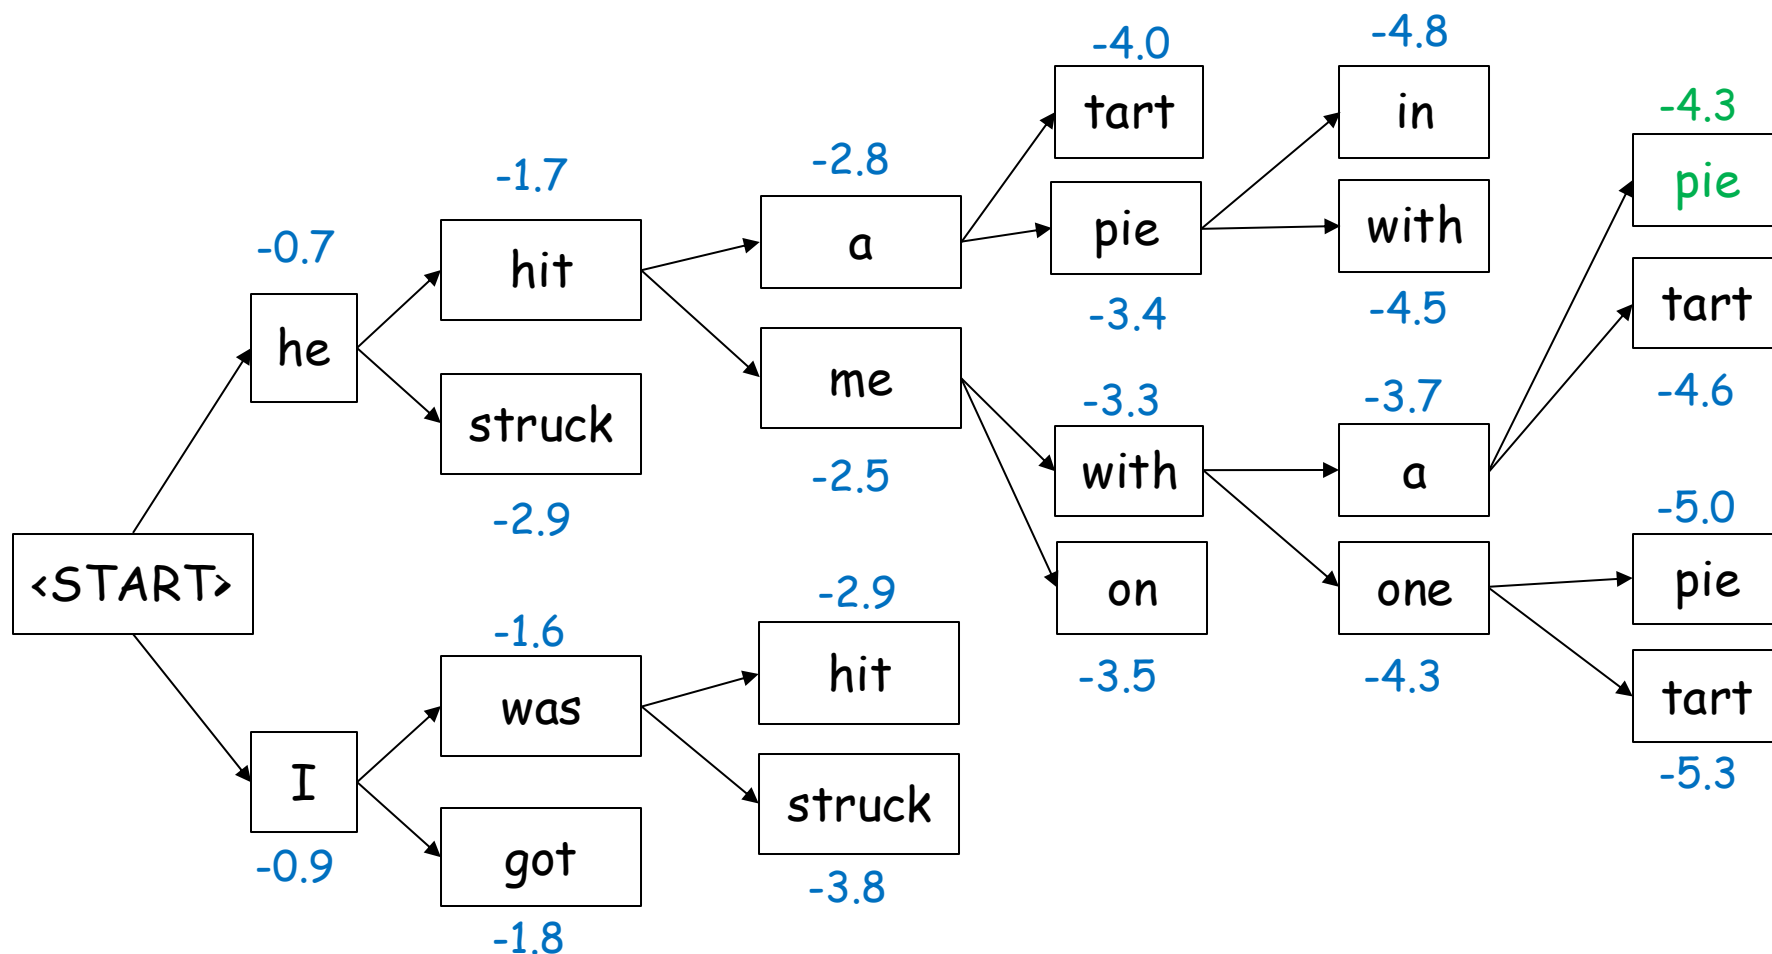 -4.0
-4.8
tart
in
-4.3
pie
-1.7
-2.8
-0.7
hit
a
pie
with
-3.4
-4.5
tart
he
me
-3.3
-3.7
-4.6
struck
-2.5
with
a
-2.9
-5.0
<START>
on
one
pie
-2.9
-1.6
hit
-3.5
-4.3
was
tart
I
struck
-5.3
-0.9
got
-3.8
-1.8